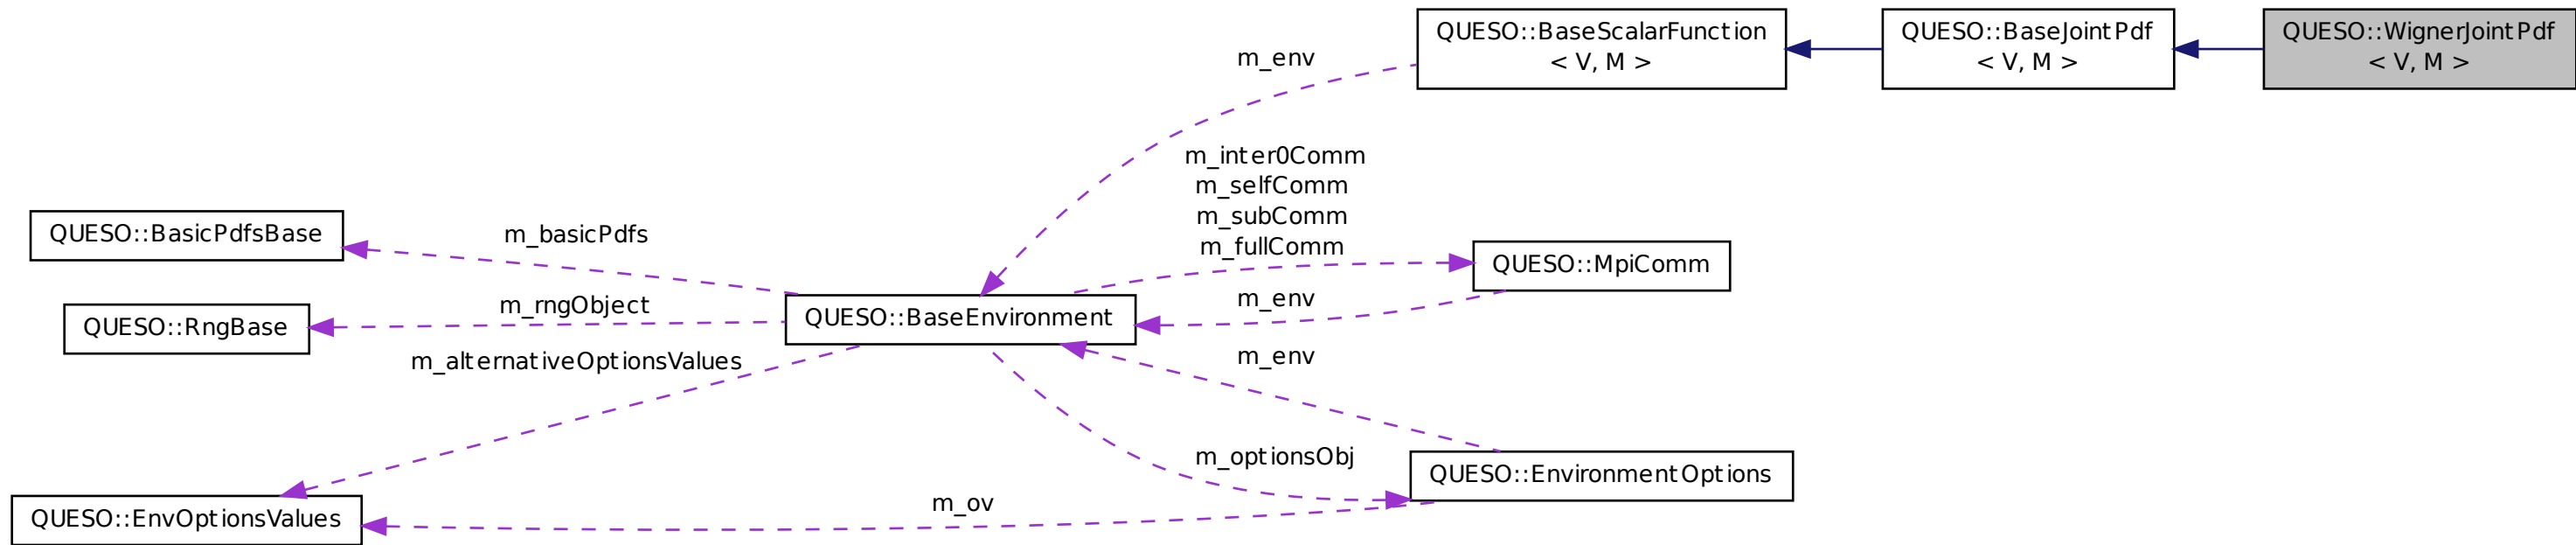 QUESO::BaseScalarFunction
< V, M >
QUESO::BaseJointPdf
< V, M >
QUESO::WignerJointPdf
< V, M >
m_env
m_inter0Comm
m_selfComm
m_subComm
m_fullComm
QUESO::BasicPdfsBase
m_basicPdfs
QUESO::MpiComm
QUESO::RngBase
m_rngObject
QUESO::BaseEnvironment
m_env
m_alternativeOptionsValues
m_env
m_optionsObj
QUESO::EnvironmentOptions
QUESO::EnvOptionsValues
m_ov